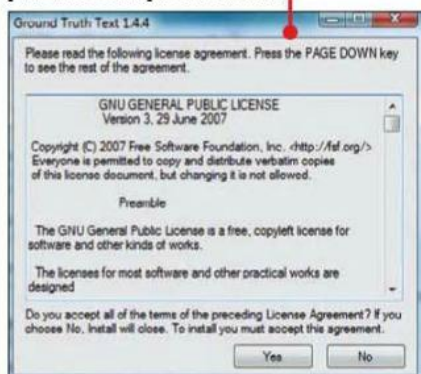 Ground Truth Text 1.4.4
Please read the following license agreement. Press the PAGE DOWN key
to see the rest of the agreement.
GNU GENERAL PUBLIC LICENSE
Version 3, 29 June 2007
Copyright (C) 2007 Free Software Foundation, Inc. <http://fsf.org/>
Everyone is permitted to copy and distribute verbatim copies
of this license document, but changing it is not allowed.
Preamble
The GNU General Public License is a free, copyleft license for
software and other kinds of works.
The licenses for most software and other practical works are
designed
Do you accept all of the terms of the preceding License Agreement? If you
choose No, Install will close. To install you must accept this agreement.
Yes
No